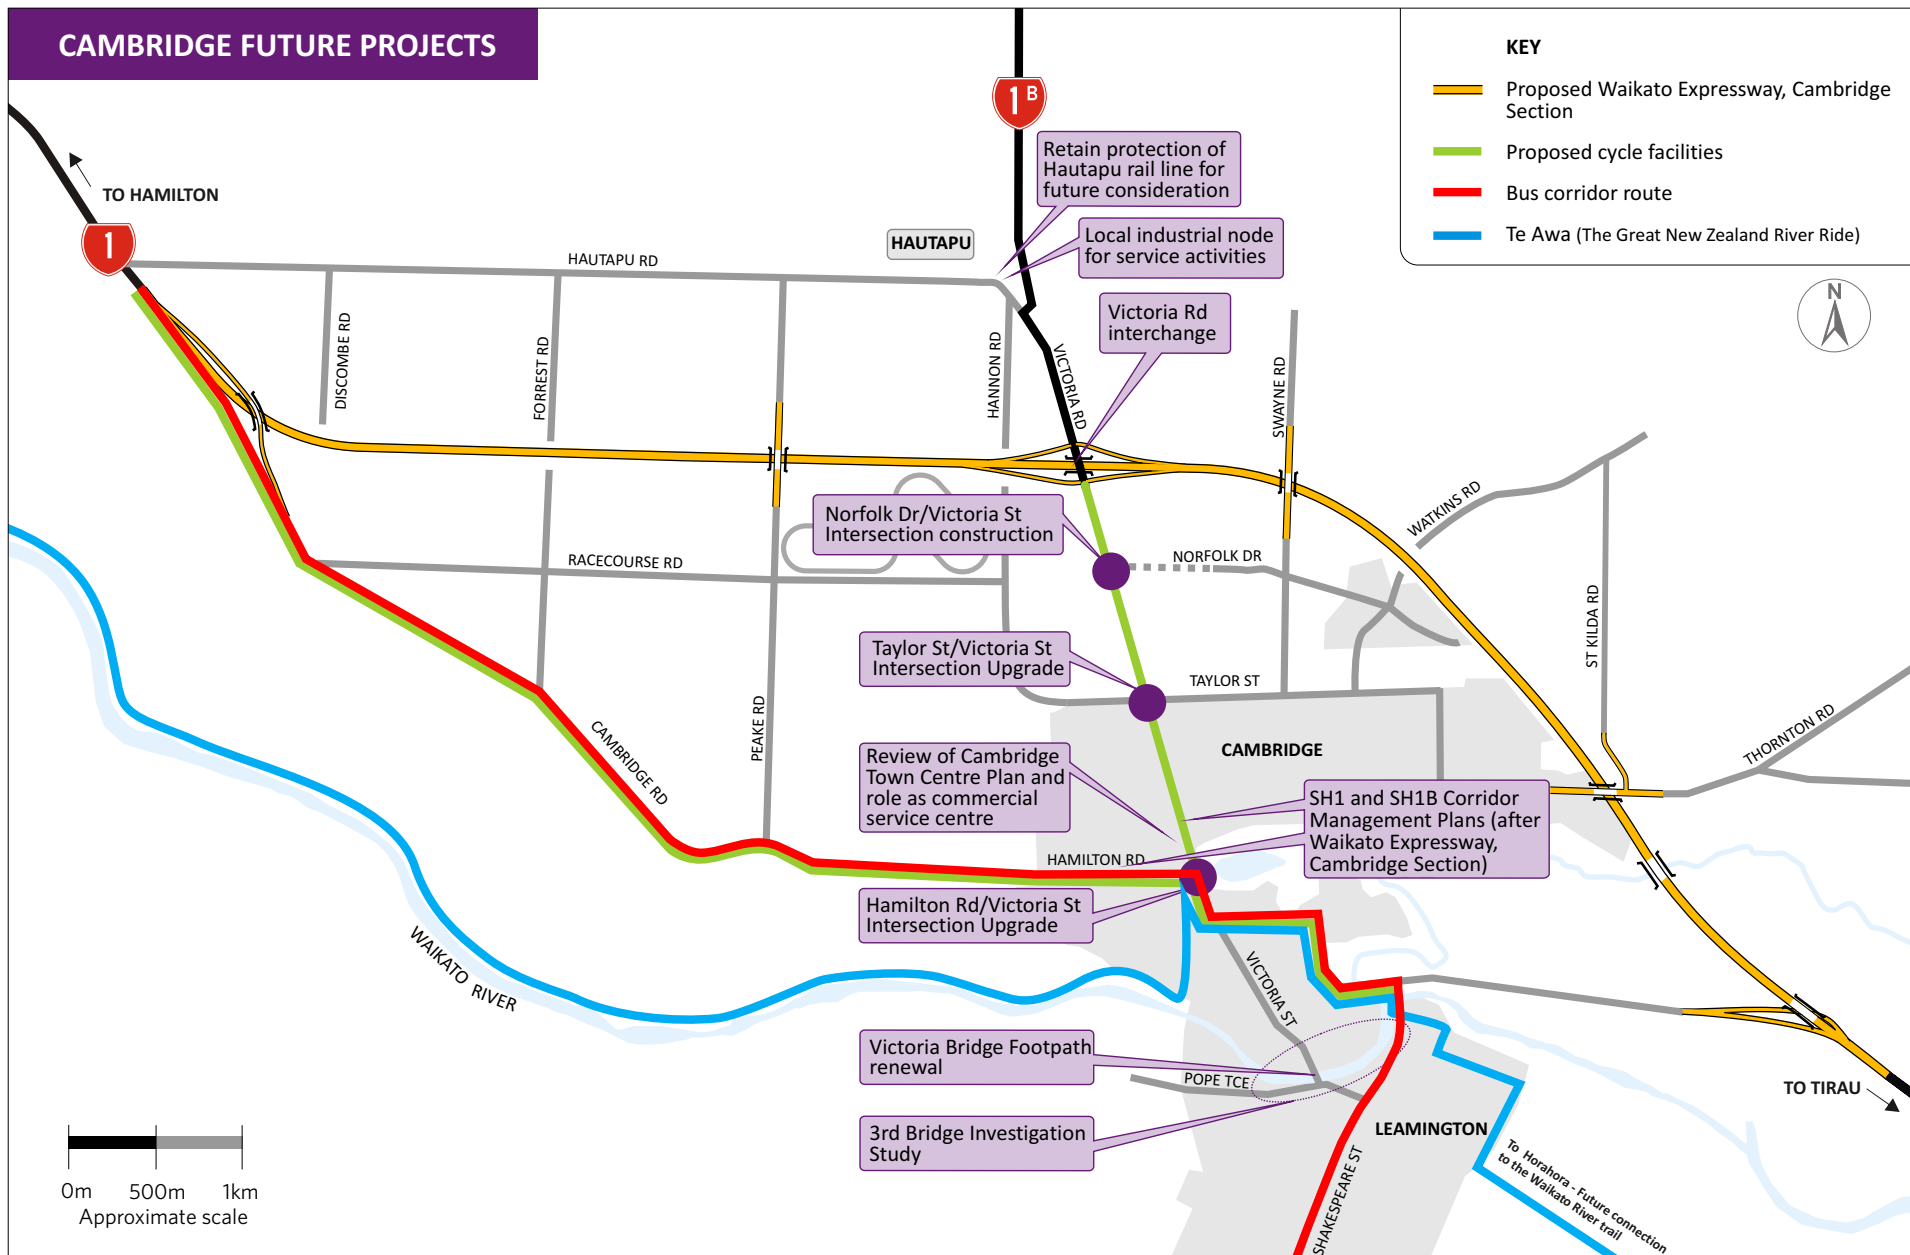 CAMBRIDGE FUTURE PROJECTS
KEY
Proposed Waikato Expressway, Cambridge
Section
Proposed cycle facilities
Bus corridor route
Te Awa (The Great New Zealand River Ride)
N
1 B
1
TO HAMILTON
Retain protection of
Hautapu rail line for
future consideration
HAUTAPU
Local industrial node
for service activities
HAUTAPU RD
Victoria Rd
interchange
DISCOMBE RD
FORREST RD
HANNON RD
VICTORIA RD
SWAYNE RD
WATKINS RD
Norfolk Dr/Victoria St
Intersection construction
RACECOURSE RD
NORFOLK DR
ST KILDA RD
Taylor St/Victoria St
Intersection Upgrade
TAYLOR ST
PEAKE RD
CAMBRIDGE RD
CAMBRIDGE
THORNTON RD
Review of Cambridge
Town Centre Plan and
role as commercial
service centre
SH1 and SH1B Corridor
Management Plans (after
Waikato Expressway,
Cambridge Section)
HAMILTON RD
Hamilton Rd/Victoria St
Intersection Upgrade
WAIKATO RIVER
VICTORIA ST
Victoria Bridge Footpath
renewal
POPE TCE
TO TIRAU
3rd Bridge Investigation
Study
LEAMINGTON
SHAKESPEARE ST
To Horahora - Future connection
to the Waikato River trail
0m 500m 1km
Approximate scale